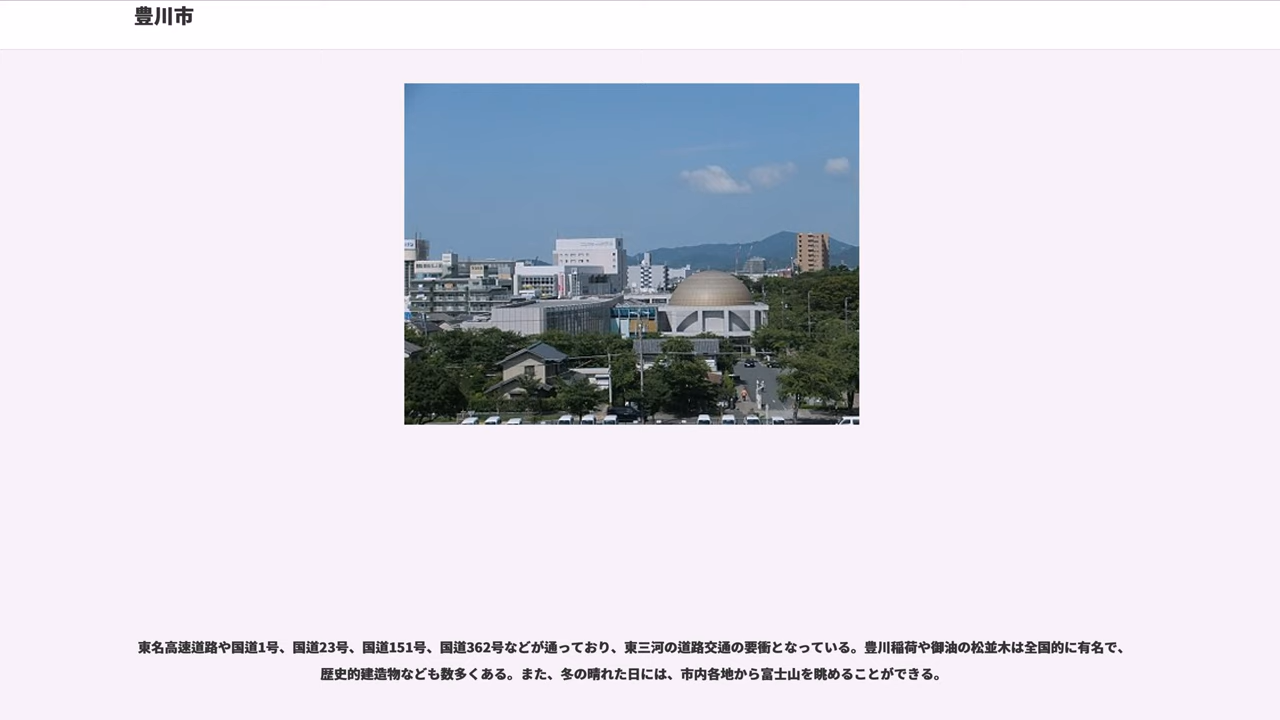 豊川市
東名高速道路や国道1号、国道23号、国道151号、国道362号などが通っており、東三河の道路交通の要衝となっている。豊川稲荷や御油の松並木は全国的に有名で、
歴史的建造物なども数多くある。また、冬の晴れた日には、市内各地から富士山を眺めることができる。